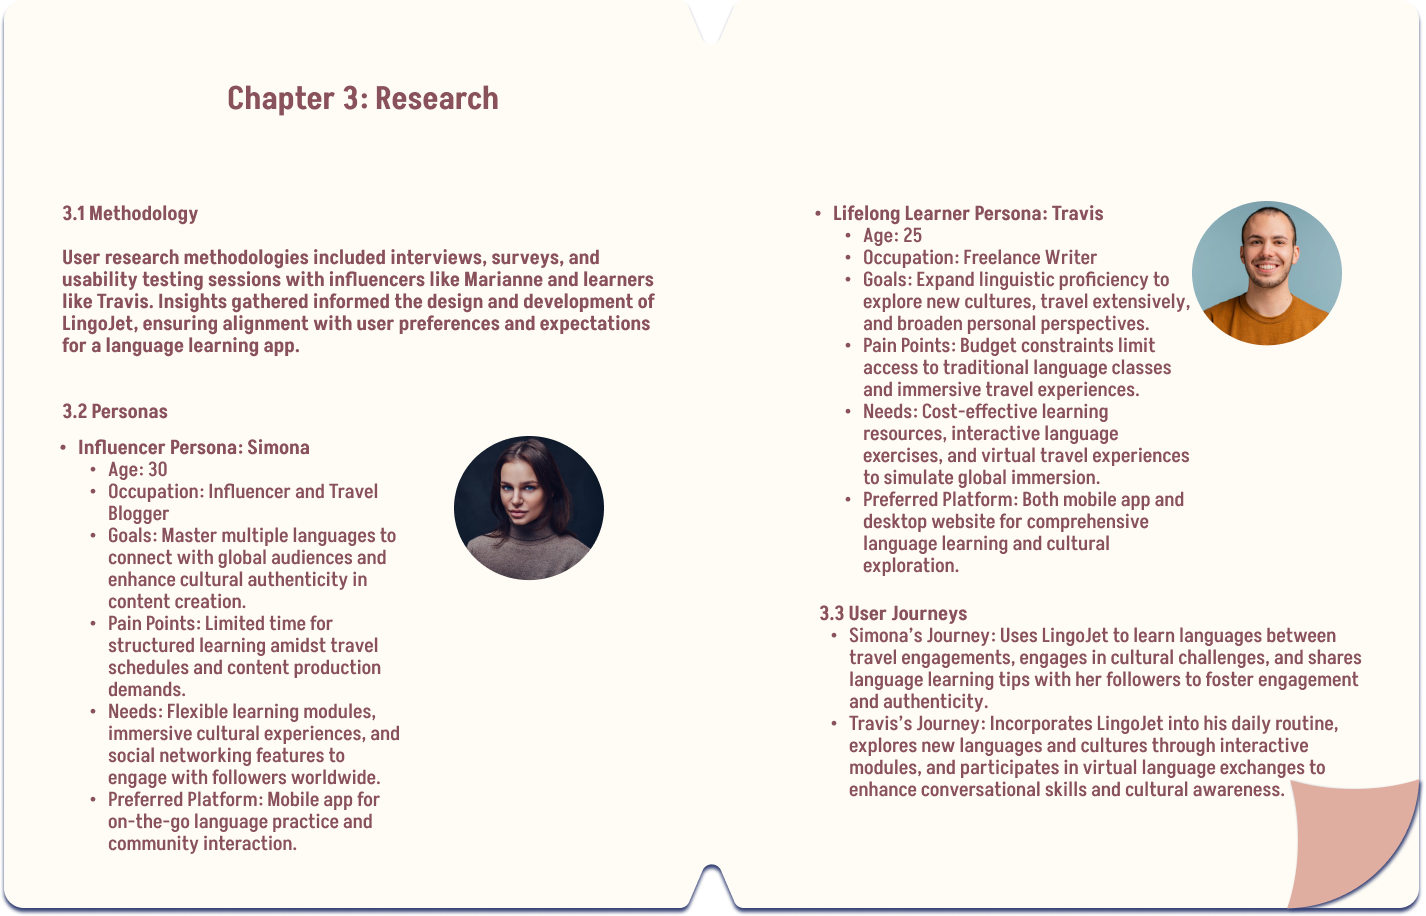 Chapter 3: Research
3.1 Methodology
User research methodologies included interviews, surveys, and
usability testing sessions with influencers like Marianne and learners
like Travis. Insights gathered informed the design and development of
LingoJet, ensuring alignment with user preferences and expectations
for a language learning app.
3.2 Personas
• Influencer Persona: Simona
• Age: 30
• Occupation: Influencer and Travel
Blogger
• Goals: Master multiple languages to
connect with global audiences and
enhance cultural authenticity in
content creation.
• Pain Points: Limited time for
structured learning amidst travel
schedules and content production
demands.
• Needs: Flexible learning modules,
immersive cultural experiences, and
social networking features to
engage with followers worldwide.
• Preferred Platform: Mobile app for
on-the-go language practice and
community interaction.
• Lifelong Learner Persona: Travis
• Age: 25
• Occupation: Freelance Writer
• Goals: Expand linguistic proficiency to
explore new cultures, travel extensively,
and broaden personal perspectives.
• Pain Points: Budget constraints limit
access to traditional language classes
and immersive travel experiences.
• Needs: Cost-effective learning
resources, interactive language
exercises, and virtual travel experiences
to simulate global immersion.
• Preferred Platform: Both mobile app and
desktop website for comprehensive
language learning and cultural
exploration.
3.3 User Journeys
• Simona's Journey: Uses LingoJet to learn languages between
travel engagements, engages in cultural challenges, and shares
language learning tips with her followers to foster engagement
and authenticity.
• Travis's Journey: Incorporates LingoJet into his daily routine,
explores new languages and cultures through interactive
modules, and participates in virtual language exchanges to
enhance conversational skills and cultural awareness.